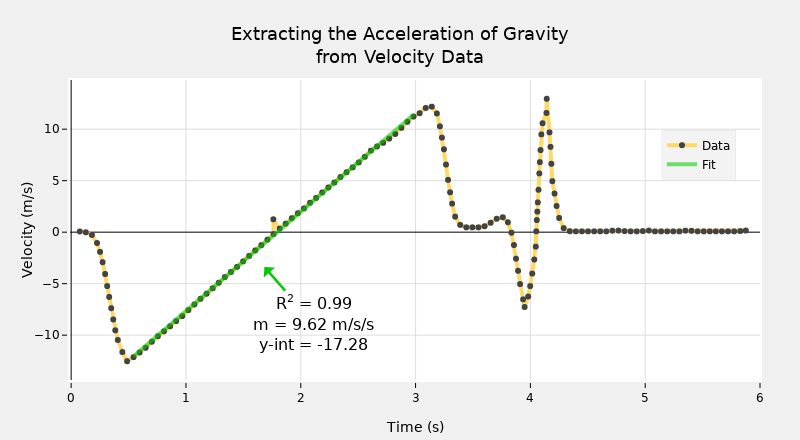 Extracting the Acceleration of Gravity
from Velocity Data
Velocity (m/s)
10
5
0
−5
−10
Data
Fit
R² = 0.99
m = 9.62 m/s/s
y-int = -17.28
0 1 2 3 4 5 6
Time (s)